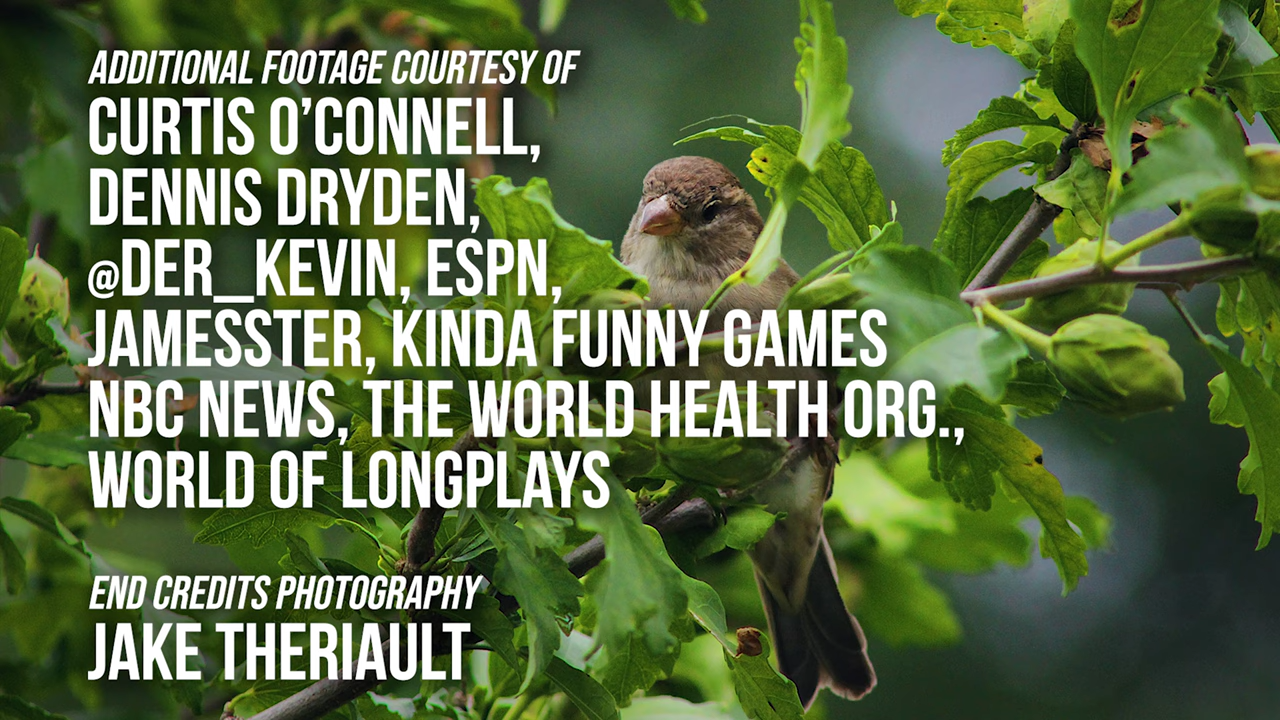 ADDITIONAL FOOTAGE COURTESY OF
CURTIS O’CONNELL,
DENNIS DRYDEN,
@DER_KEVIN, ESPN,
JAMESSTER, KINDA FUNNY GAMES
NBC NEWS, THE WORLD HEALTH ORG.,
WORLD OF LONGPLAYS
END CREDITS PHOTOGRAPHY
JAKE THERIAULT